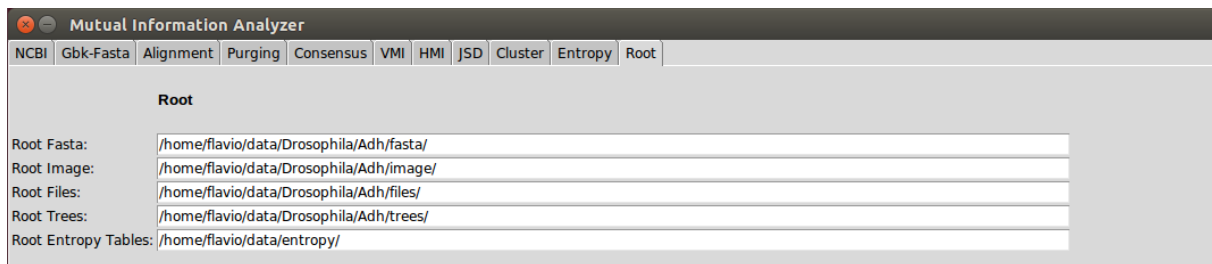 Mutual Information Analyzer
NCBI Gbk-Fasta Alignment Purging Consensus VMI HMI JSD Cluster Entropy Root
Root
Root Fasta: /home/flavio/data/Drosophila/Adh/fasta/
Root Image: /home/flavio/data/Drosophila/Adh/image/
Root Files: /home/flavio/data/Drosophila/Adh/files/
Root Trees: /home/flavio/data/Drosophila/Adh/trees/
Root Entropy Tables: /home/flavio/data/entropy/